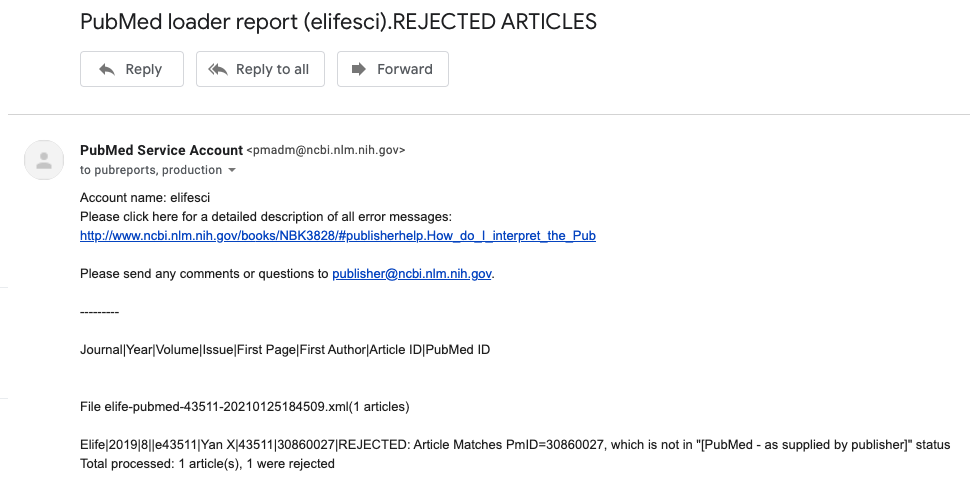 PubMed loader report (elifesci).REJECTED ARTICLES
Reply
Reply to all
Forward
PubMed Service Account <pmadm@ncbi.nlm.nih.gov>
to pubreports, production
Account name: elifesci
Please click here for a detailed description of all error messages:
http://www.ncbi.nlm.nih.gov/books/NBK3828/#publisherhelp.How_do_I_interpret_the_Pub
Please send any comments or questions to publisher@ncbi.nlm.nih.gov.
---------
Journal|Year|Volume|Issue|First Page|First Author|Article ID|PubMed ID
File elife-pubmed-43511-20210125184509.xml(1 articles)
Elife|2019|8||e43511|Yan X|43511|30860027|REJECTED: Article Matches PmID=30860027, which is not in "[PubMed - as supplied by publisher]" status
Total processed: 1 article(s), 1 were rejected